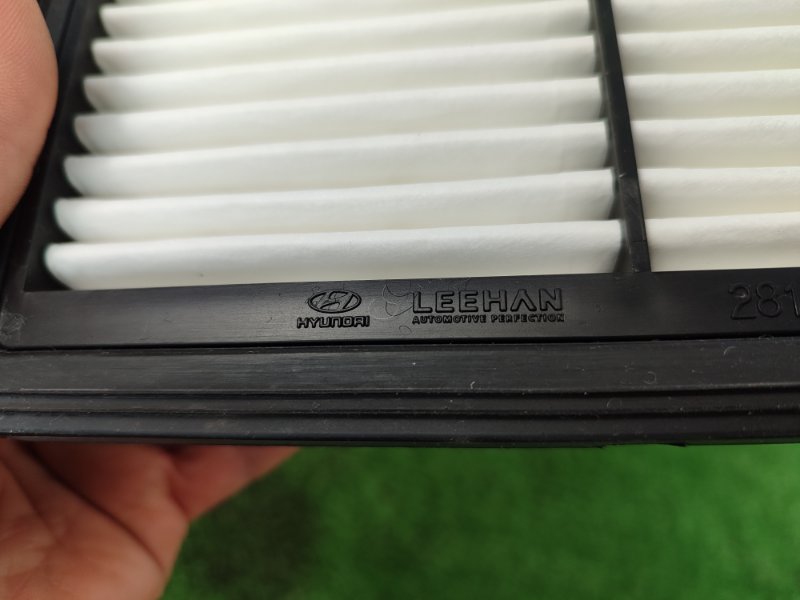 HYUNDAI
LEEHAN
AUTOMOTIVE PERFECTION
281